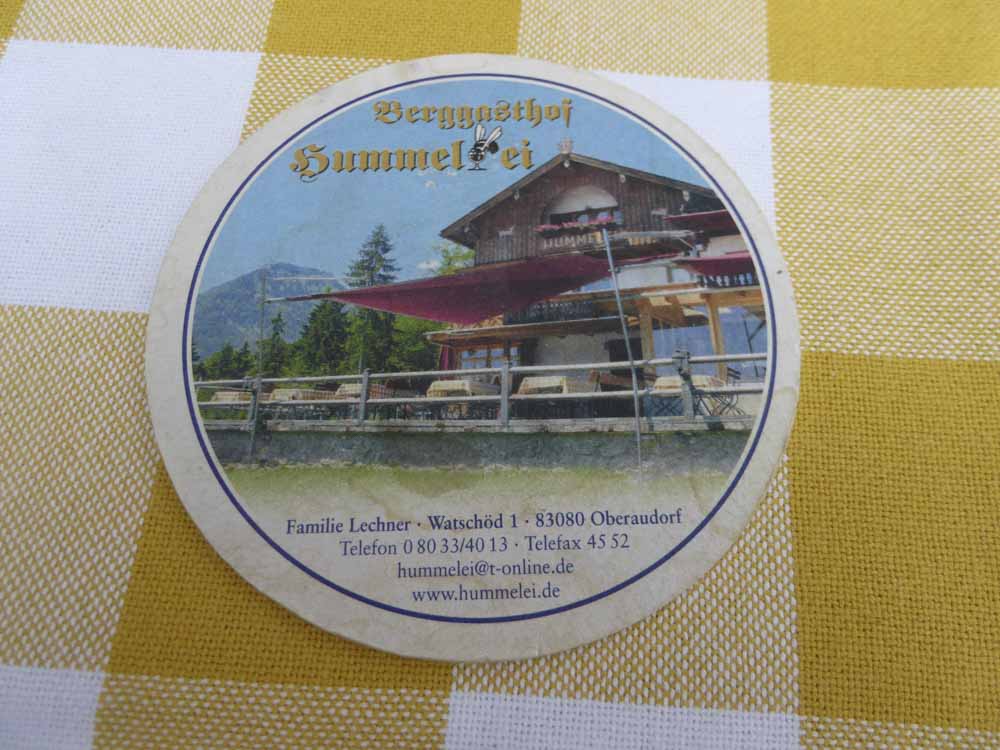 Berggasthof
Hummelei
HUMME
Familie Lechner · Watschöd 1 · 83080 Oberaudorf
Telefon 0 80 33/40 13 · Telefax 45 52
hummelei@t-online.de
www.hummelei.de